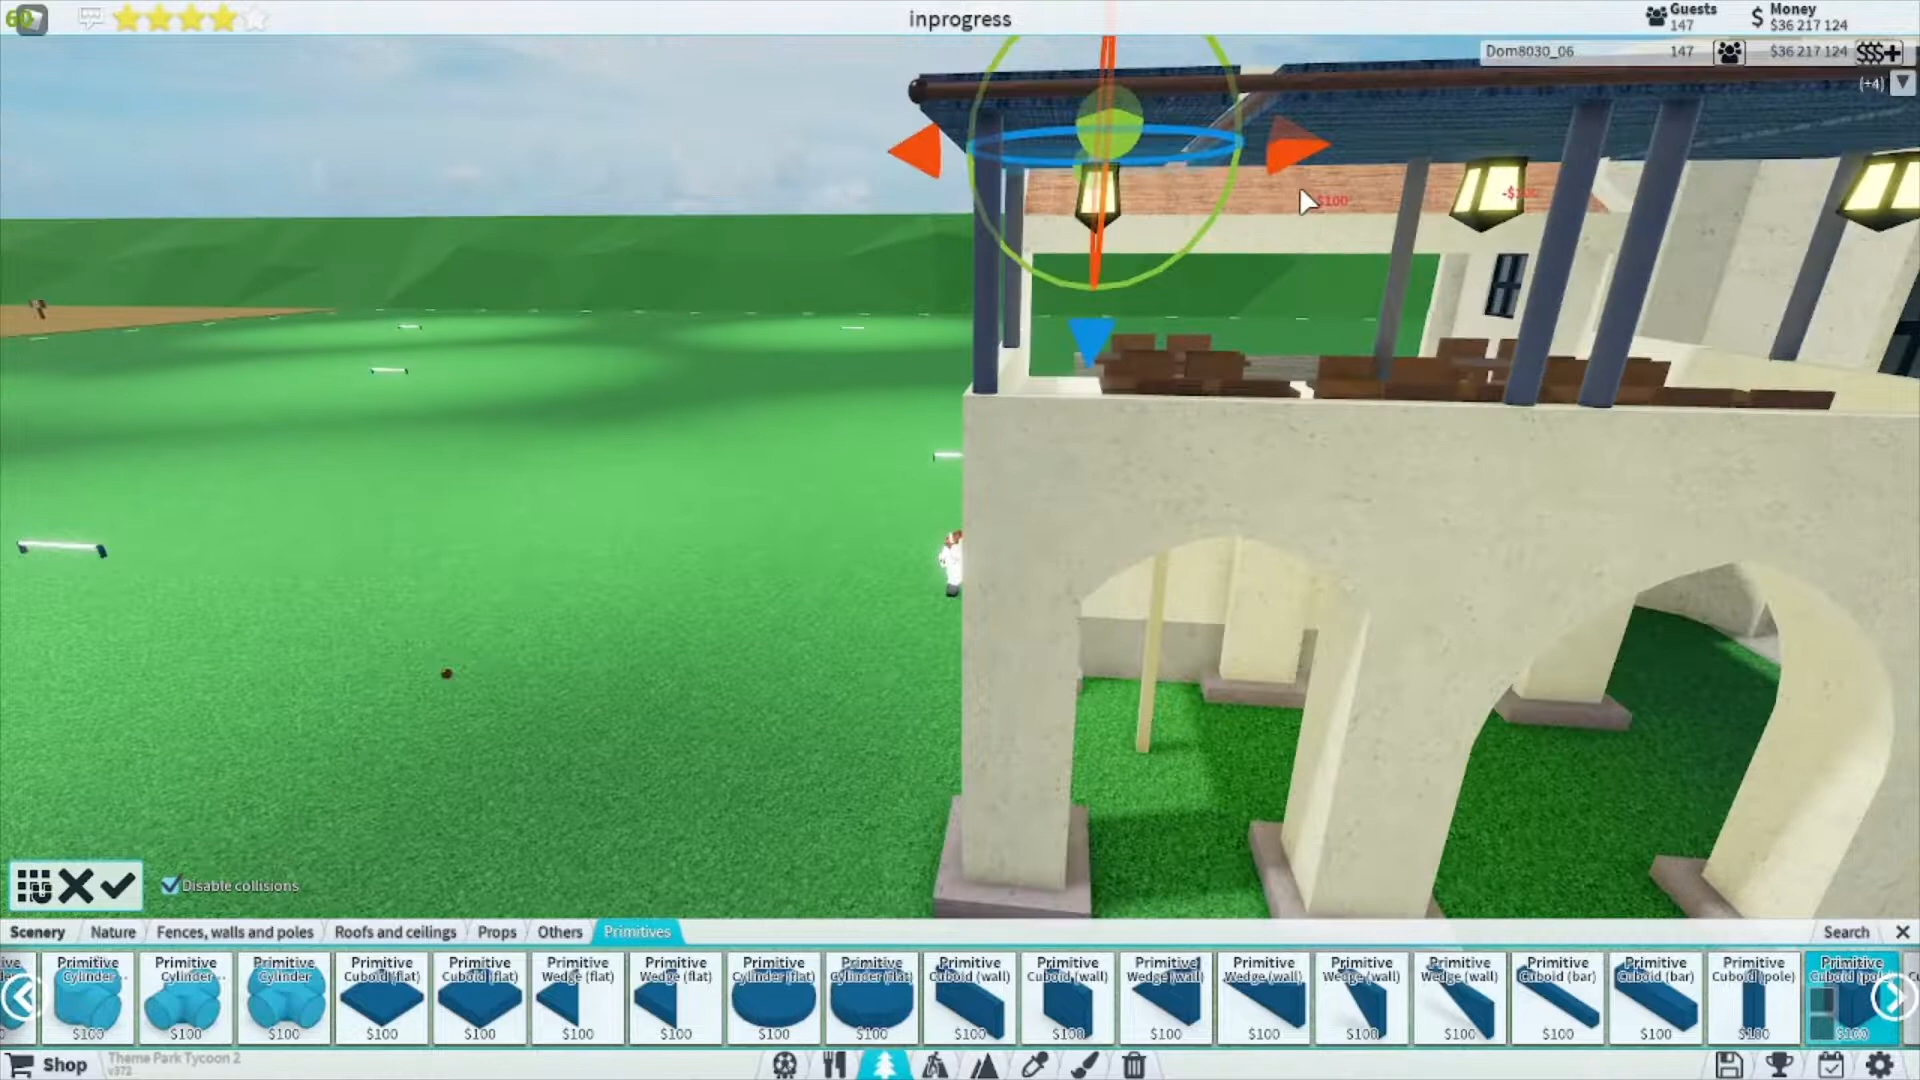 60
inprogress
Guests
147
$ Money
$36 217 124
Dom8030_06 147 $36 217 124 $$$+
(+4)
-$100
Disable collisions
Scenery Nature Fences, walls and poles Roofs and ceilings Props Others Primitives Search
Primitive Cylinder... $100
Primitive Cylinder... $100
Primitive Cylinder $100
Primitive Cuboid (flat) $100
Primitive Cuboid (flat) $100
Primitive Wedge (flat) $100
Primitive Wedge (flat) $100
Primitive Cylinder (flat) $100
Primitive Cylinder (flat) $100
Primitive Cuboid (wall) $100
Primitive Cuboid (wall) $100
Primitive Wedge (wall) $100
Primitive Wedge (wall) $100
Primitive Wedge (wall) $100
Primitive Wedge (wall) $100
Primitive Cuboid (bar) $100
Primitive Cuboid (bar) $100
Primitive Cuboid (pole) $100
Primitive Cuboid $100
Shop
Theme Park Tycoon 2
v372